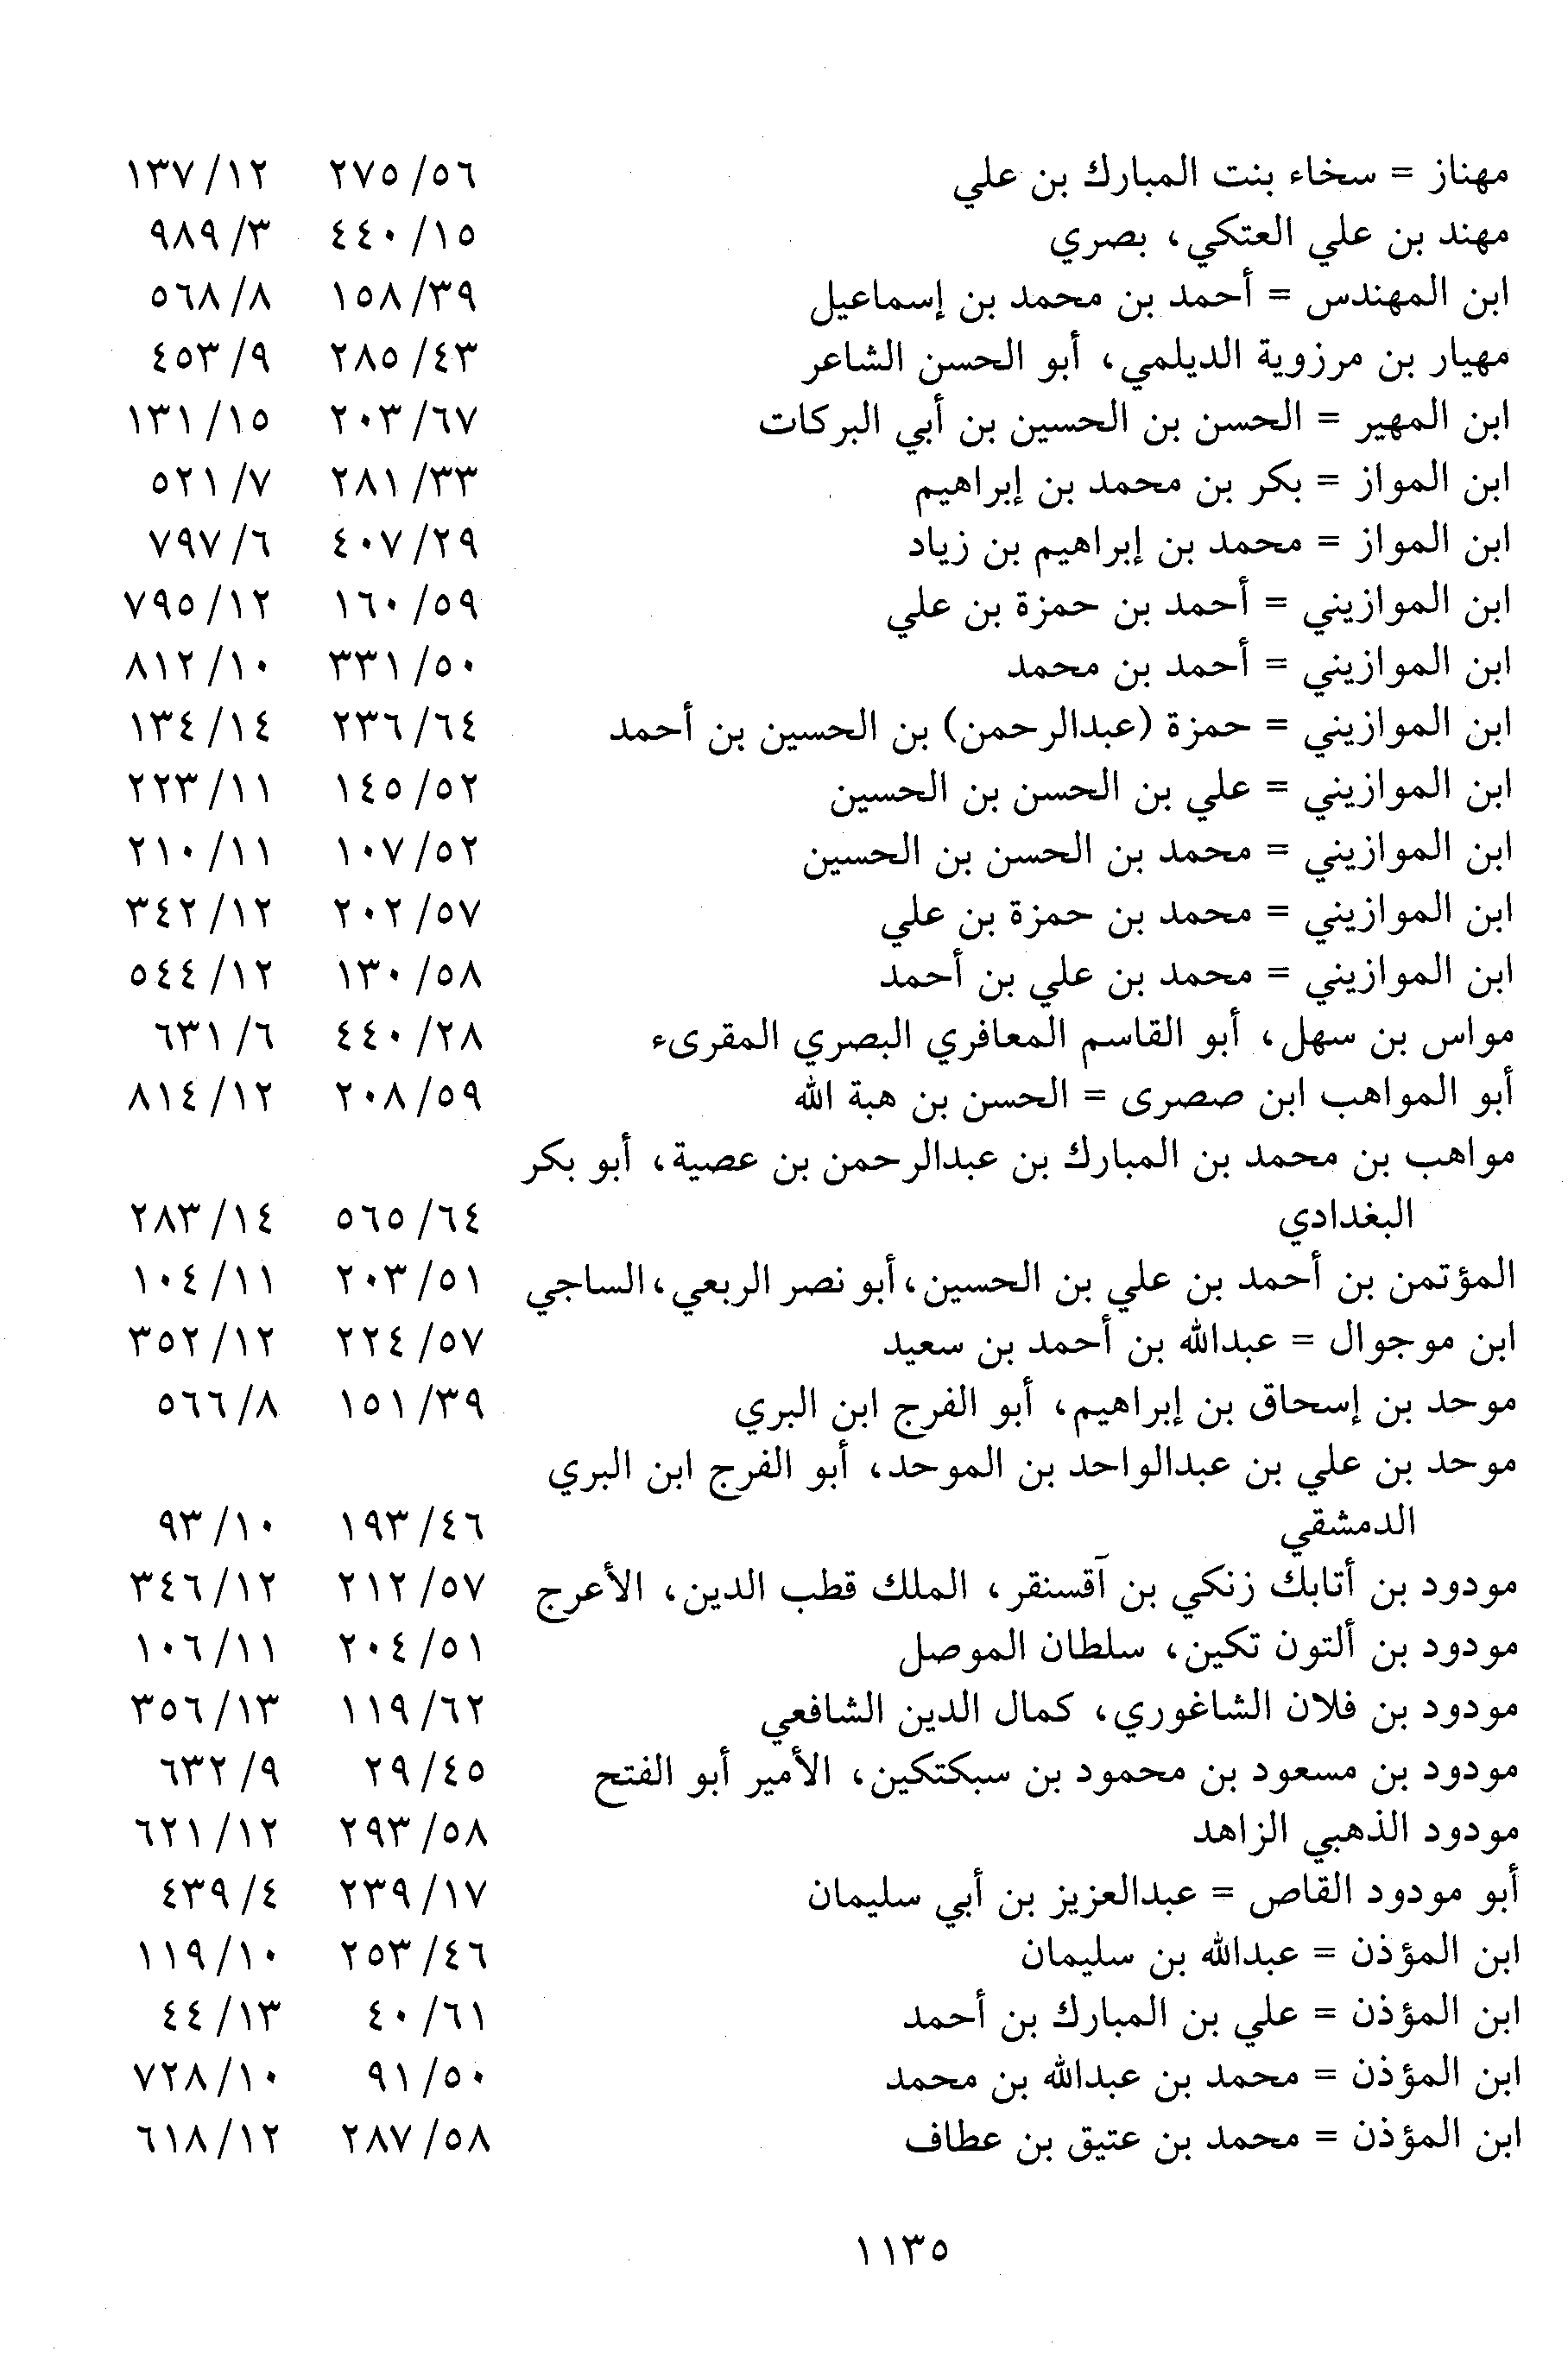 مهناز = سخاء بنت المبارك بن علي ٥٦/ ٢٧٥ ١٢/ ١٣٧
مهند بن علي العتكي، بصري ١٥/ ٤٤٠ ٣/ ٩٨٩
ابن المهندس = أحمد بن محمد بن إسماعيل ٣٩/ ١٥٨ ٨/ ٥٦٨
مهيار بن مرزوية الديلمي، أبو الحسن الشاعر ٤٣/ ٢٨٥ ٩/ ٤٥٣
ابن المهير = الحسن بن الحسين بن أبي البركات ٦٧/ ٢٠٣ ١٥/ ١٣١
ابن المواز = بكر بن محمد بن إبراهيم ٣٣/ ٢٨١ ٧/ ٥٢١
ابن المواز = محمد بن إبراهيم بن زياد ٢٩/ ٤٠٧ ٦/ ٧٩٧
ابن الموازيني = أحمد بن حمزة بن علي ٥٩/ ١٦٠ ١٢/ ٧٩٥
ابن الموازيني = أحمد بن محمد ٥٠/ ٣٣١ ١٠/ ٨١٢
ابن الموازيني = حمزة (عبدالرحمن) بن الحسين بن أحمد ٦٤/ ٢٣٦ ١٤/ ١٣٤
ابن الموازيني = علي بن الحسن بن الحسين ٥٢/ ١٤٥ ١١/ ٢٢٣
ابن الموازيني = محمد بن الحسن بن الحسين ٥٢/ ١٠٧ ١١/ ٢١٠
ابن الموازيني = محمد بن حمزة بن علي ٥٧/ ٢٠٢ ١٢/ ٣٤٢
ابن الموازيني = محمد بن علي بن أحمد ٥٨/ ١٣٠ ١٢/ ٥٤٤
مواس بن سهل، أبو القاسم المعافري البصري المقرىء ٢٨/ ٤٤٠ ٦/ ٦٣١
أبو المواهب ابن صصرى = الحسن بن هبة الله ٥٩/ ٢٠٨ ١٢/ ٨١٤
مواهب بن محمد بن المبارك بن عبدالرحمن بن عصية، أبو بكر
البغدادي ٦٤/ ٥٦٥ ١٤/ ٢٨٣
المؤتمن بن أحمد بن علي بن الحسين، أبو نصر الربعي، الساجي ٥١/ ٢٠٣ ١١/ ١٠٤
ابن موجوال = عبدالله بن أحمد بن سعيد ٥٧/ ٢٢٤ ١٢/ ٣٥٢
موحد بن إسحاق بن إبراهيم، أبو الفرج ابن البري ٣٩/ ١٥١ ٨/ ٥٦٦
موحد بن علي بن عبدالواحد بن الموحد، أبو الفرج ابن البري
الدمشقي ٤٦/ ١٩٣ ١٠/ ٩٣
مودود بن أتابك زنكي بن آقسنقر، الملك قطب الدين، الأعرج ٥٧/ ٢١٢ ١٢/ ٣٤٦
مودود بن ألتون تكين، سلطان الموصل ٥١/ ٢٠٤ ١١/ ١٠٦
مودود بن فلان الشاغوري، كمال الدين الشافعي ٦٢/ ١١٩ ١٣/ ٣٥٦
مودود بن مسعود بن محمود بن سبكتكين، الأمير أبو الفتح ٤٥/ ٢٩ ٩/ ٦٣٢
مودود الذهبي الزاهد ٥٨/ ٢٩٣ ١٢/ ٦٢١
أبو مودود القاص = عبدالعزيز بن أبي سليمان ١٧/ ٢٣٩ ٤/ ٤٣٩
ابن المؤذن = عبدالله بن سليمان ٤٦/ ٢٥٣ ١٠/ ١١٩
ابن المؤذن = علي بن المبارك بن أحمد ٦١/ ٤٠ ١٣/ ٤٤
ابن المؤذن = محمد بن عبدالله بن محمد ٥٠/ ٩١ ١٠/ ٧٢٨
ابن المؤذن = محمد بن عتيق بن عطاف ٥٨/ ٢٨٧ ١٢/ ٦١٨
١١٣٥